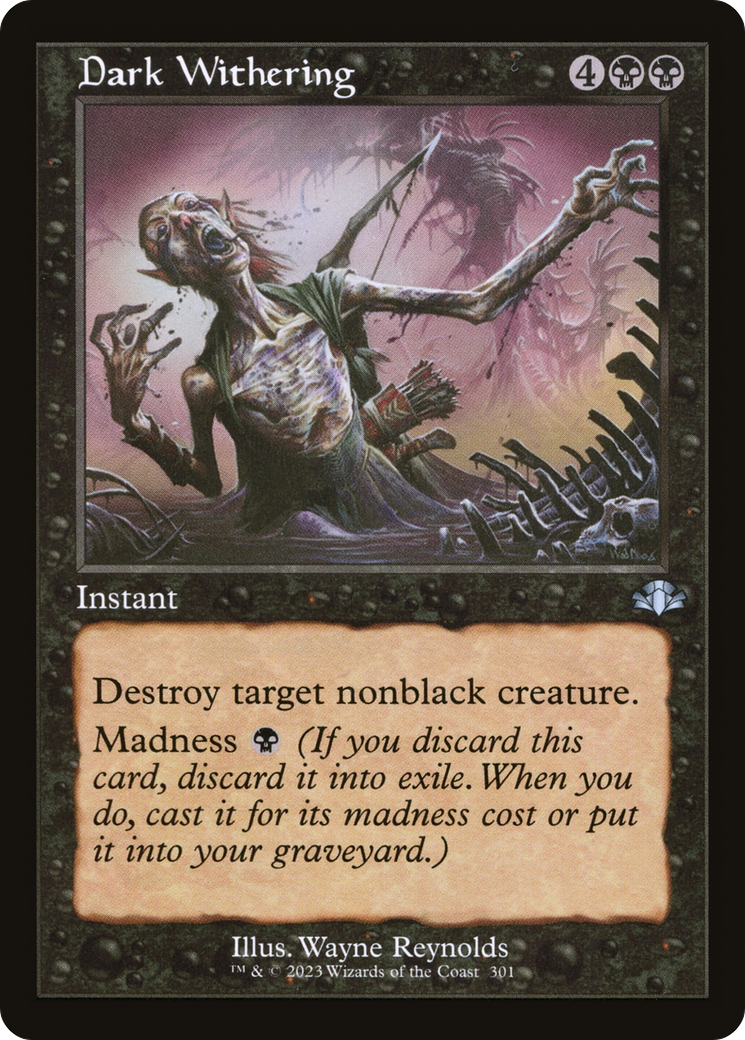 Dark Withering 4
Instant
Destroy target nonblack creature.
Madness (If you discard this
card, discard it into exile. When you
do, cast it for its madness cost or put
it into your graveyard.)
Illus. Wayne Reynolds
™ & © 2023 Wizards of the Coast 301